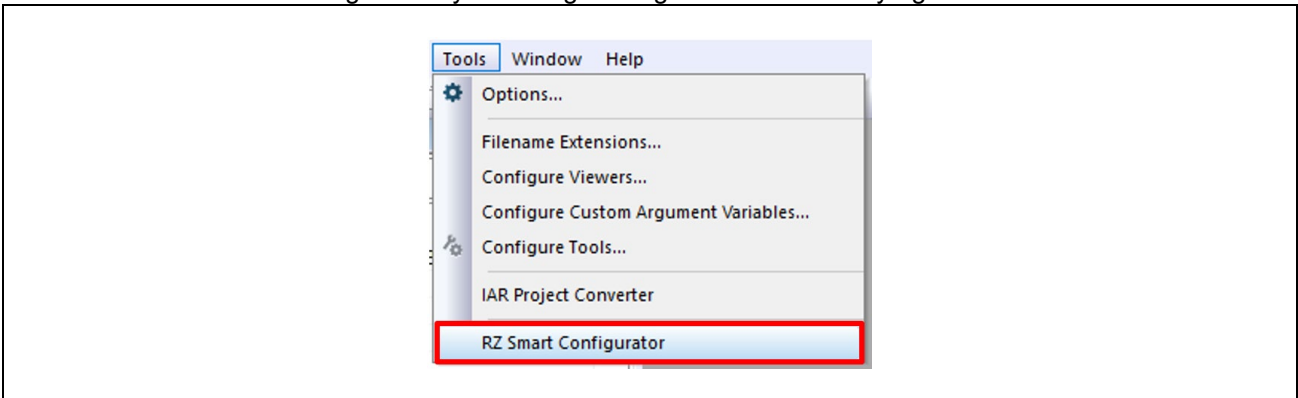 Tools Window Help
Options...
Filename Extensions...
Configure Viewers...
Configure Custom Argument Variables...
Configure Tools...
IAR Project Converter
RZ Smart Configurator